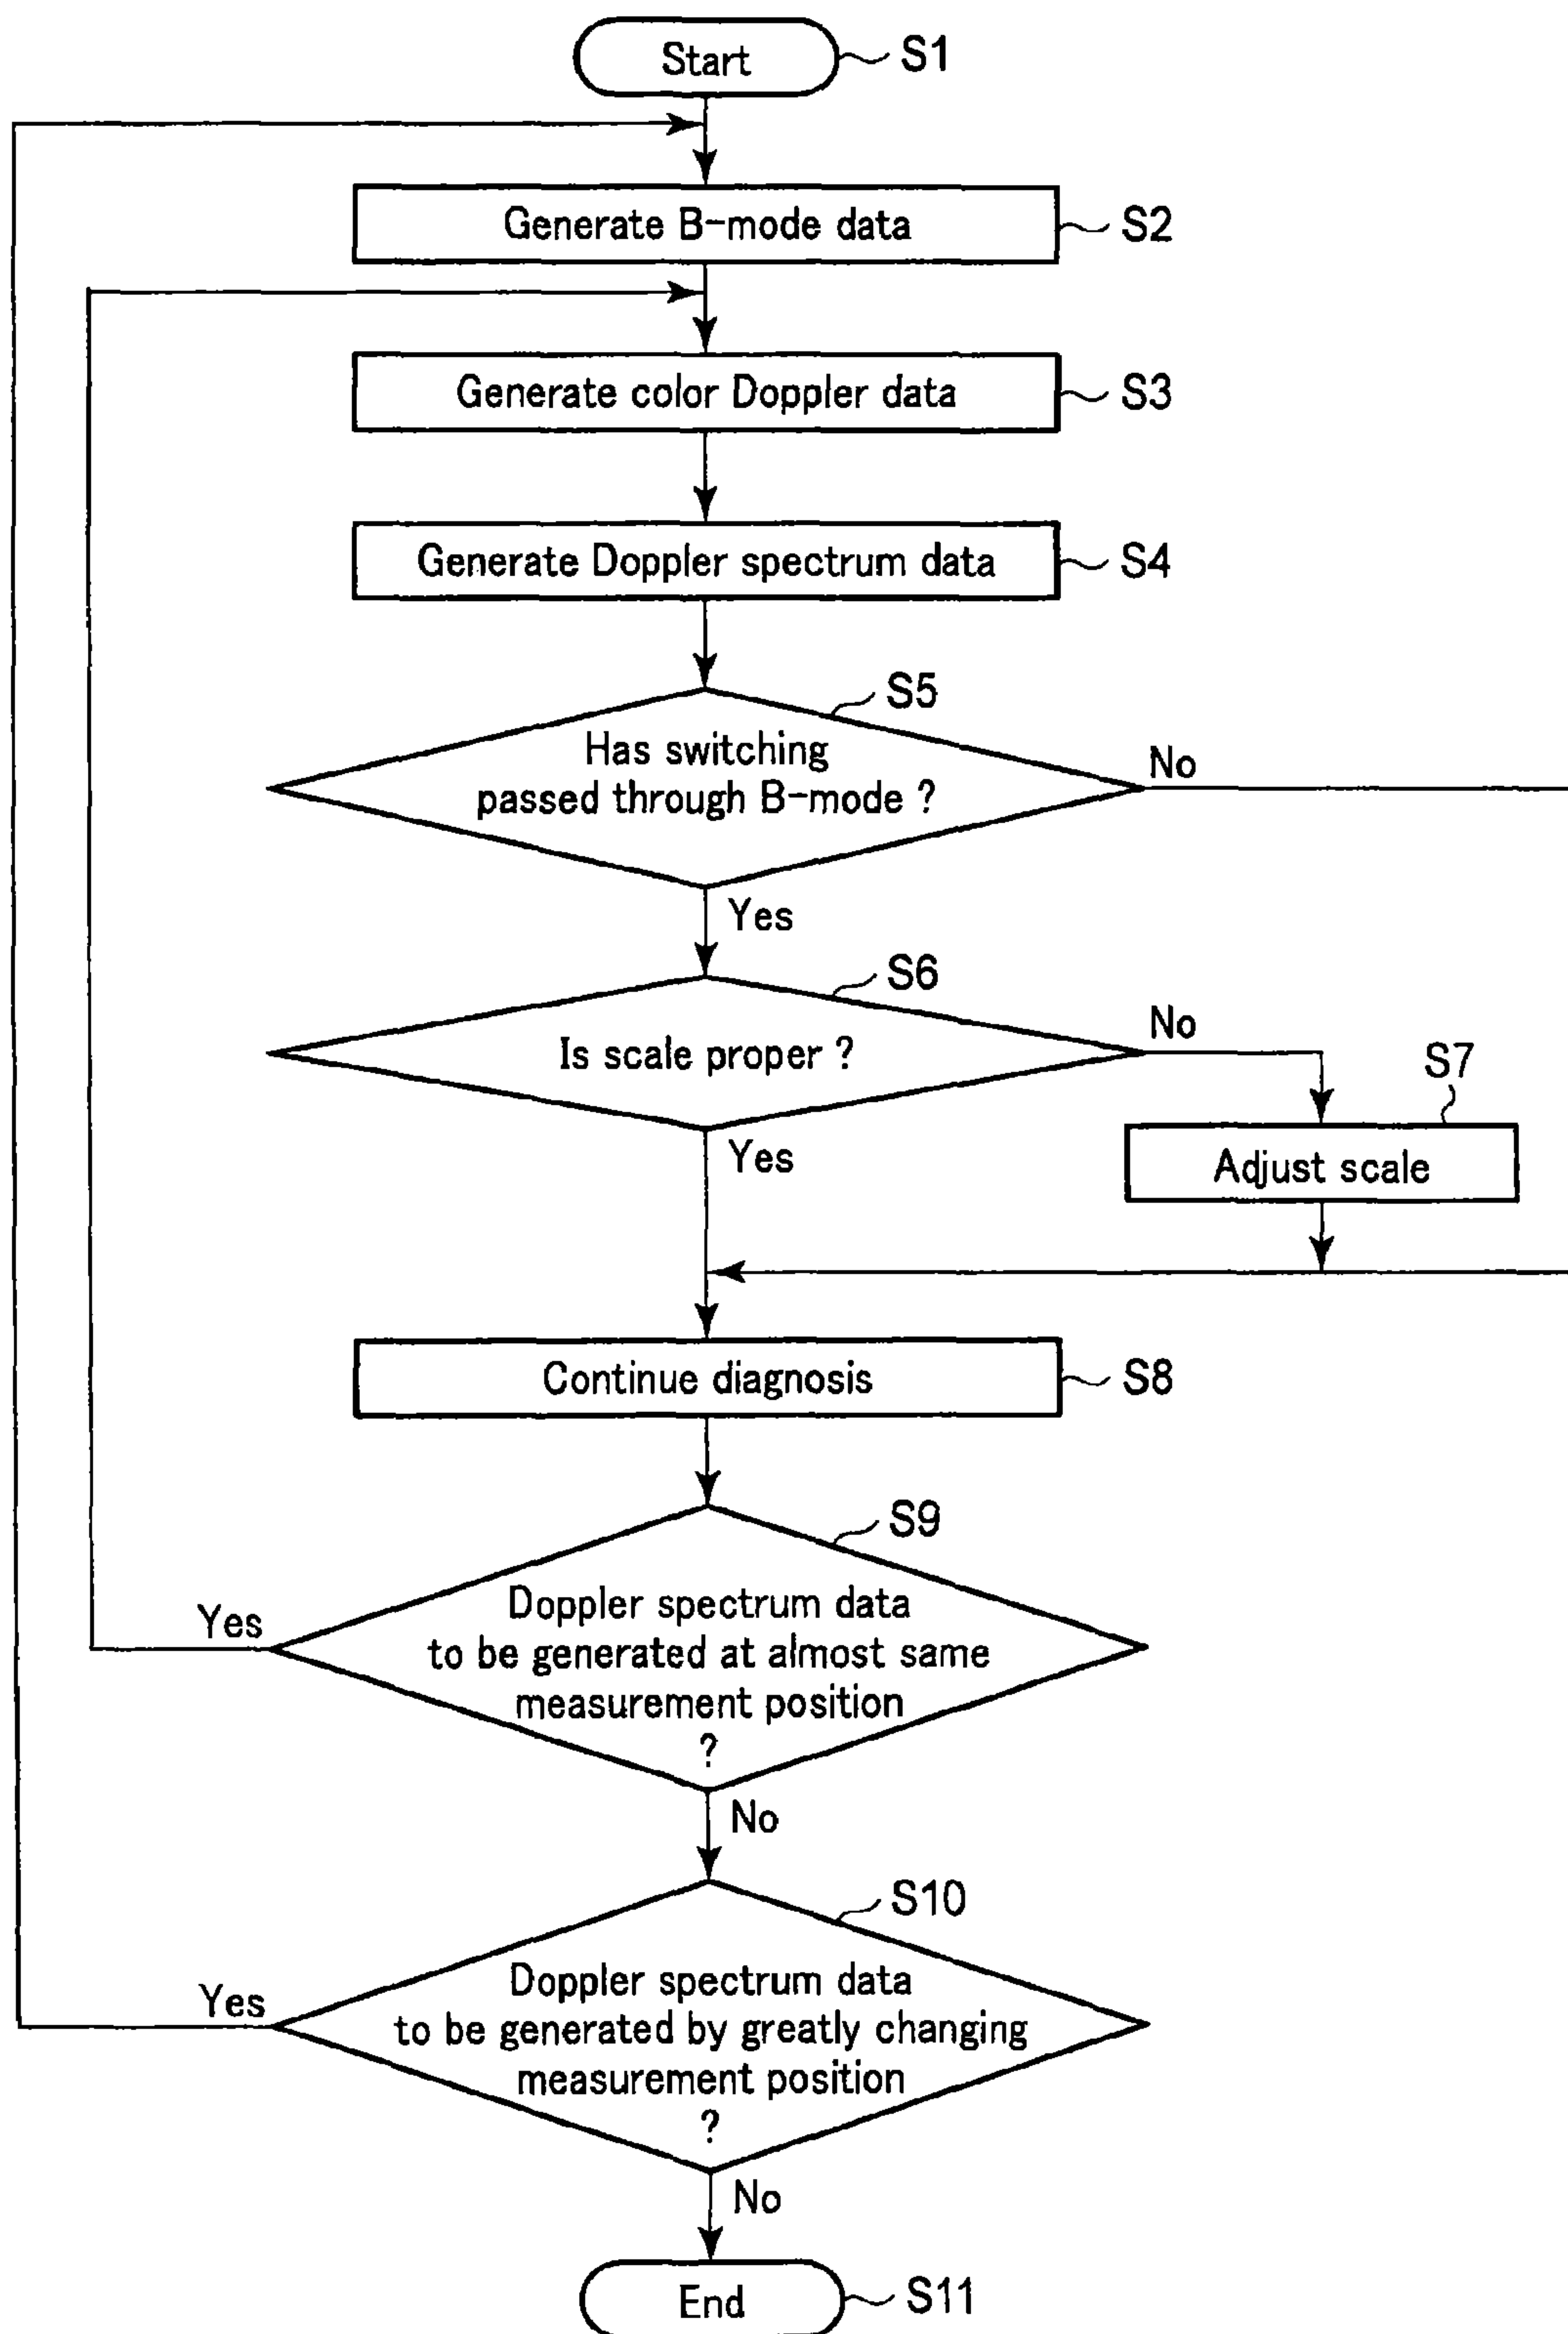 Start
S1
Generate B-mode data
S2
Generate color Doppler data
S3
Generate Doppler spectrum data
S4
S5
Has switching
passed through B-mode ?
No
Yes
S6
Is scale proper ?
No
S7
Adjust scale
Yes
Continue diagnosis
S8
S9
Doppler spectrum data
to be generated at almost same
measurement position
?
Yes
No
S10
Doppler spectrum data
to be generated by greatly changing
measurement position
?
Yes
No
End
S11